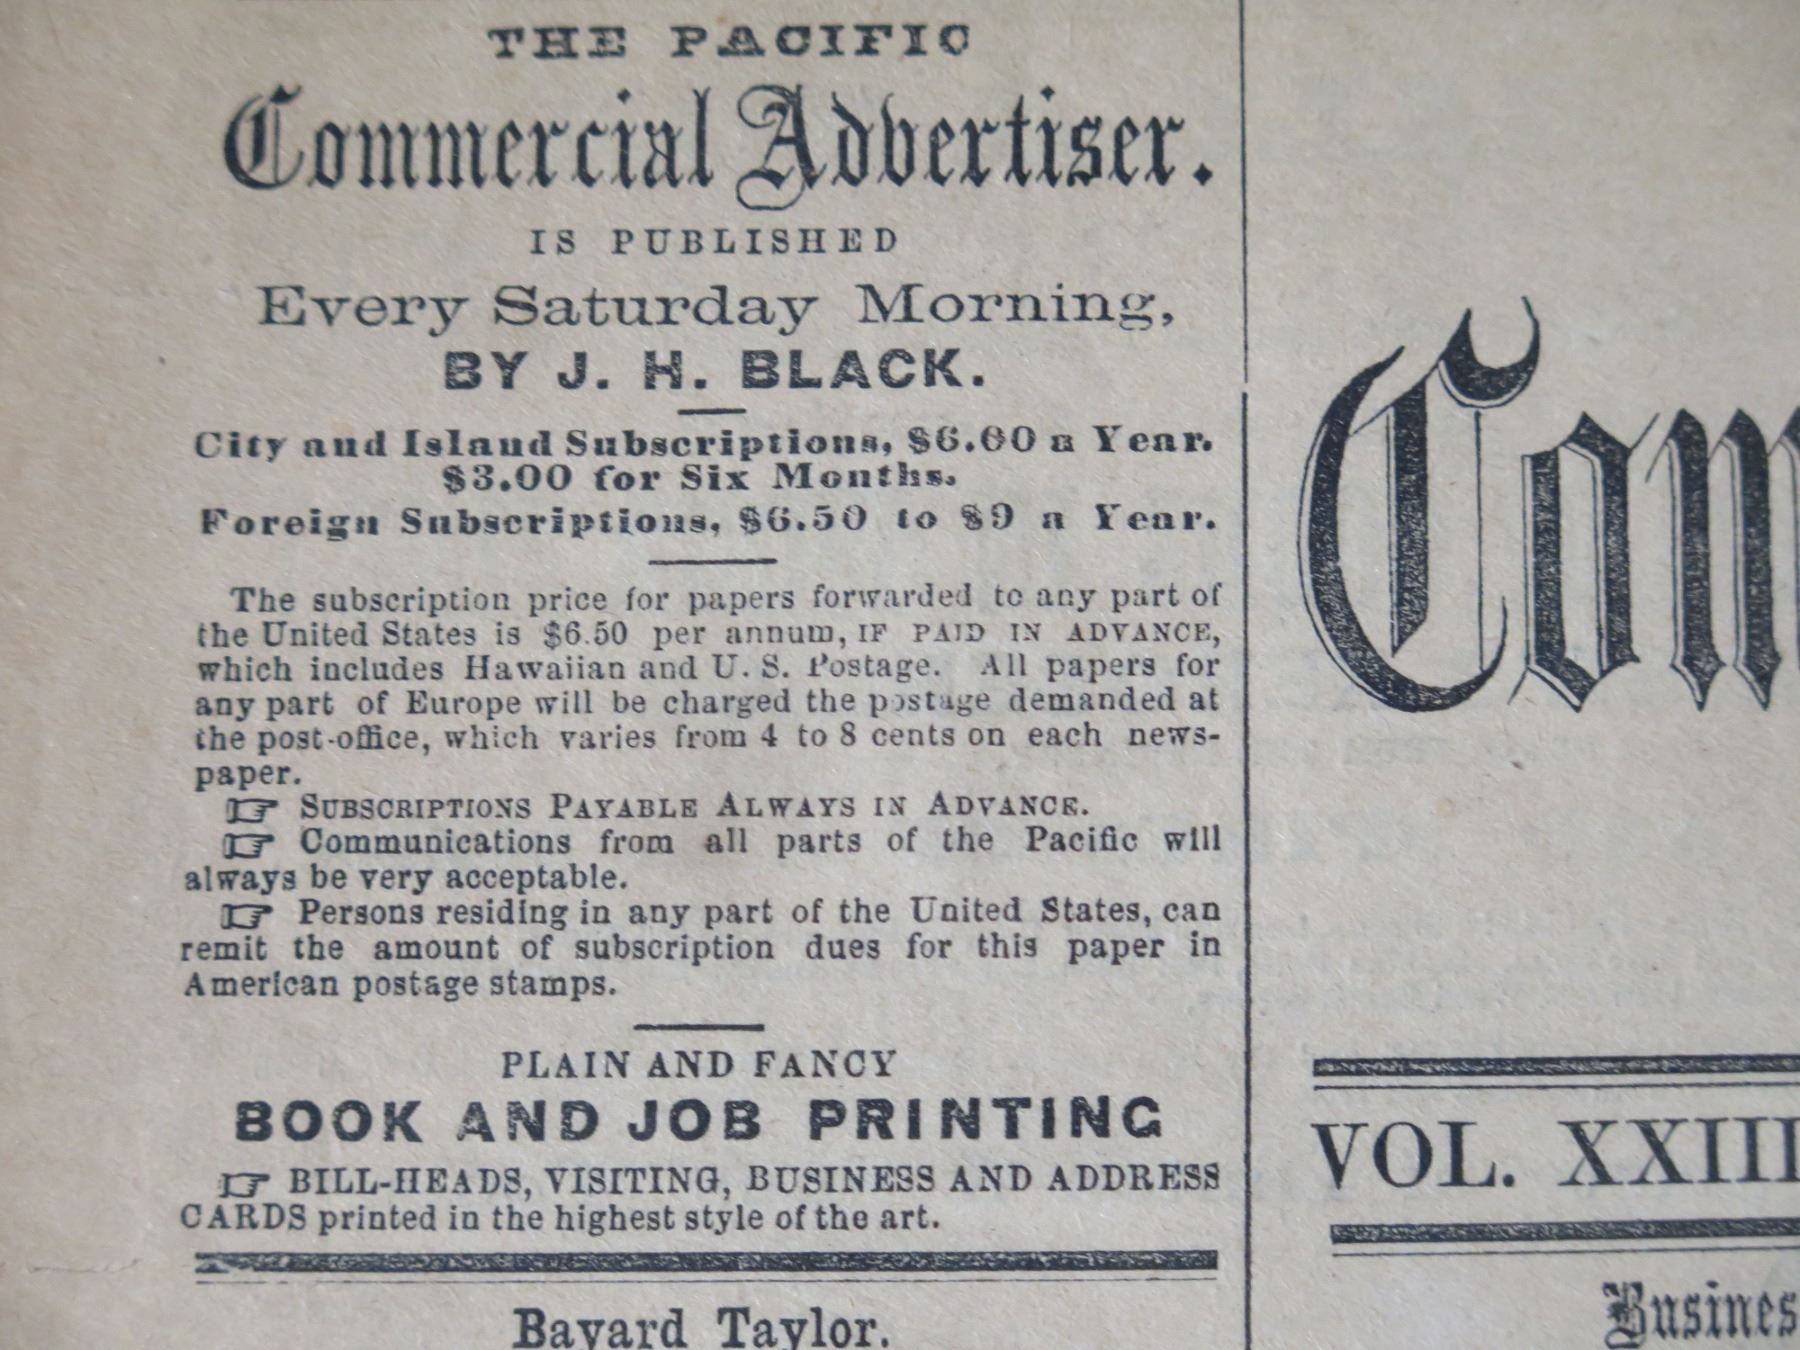 THE PACIFIC
Commercial Advertiser.
IS PUBLISHED
Every Saturday Morning,
BY J. H. BLACK.
City and Island Subscriptions, $6.00 a Year.
$3.00 for Six Months.
Foreign Subscriptions, $6.50 to $9 a Year.
The subscription price for papers forwarded to any part of
the United States is $6.50 per annum, IF PAID IN ADVANCE,
which includes Hawaiian and U. S. Postage. All papers for
any part of Europe will be charged the postage demanded at
the post-office, which varies from 4 to 8 cents on each news-
paper.
☞ SUBSCRIPTIONS PAYABLE ALWAYS IN ADVANCE.
☞ Communications from all parts of the Pacific will
always be very acceptable.
☞ Persons residing in any part of the United States, can
remit the amount of subscription dues for this paper in
American postage stamps.
PLAIN AND FANCY
BOOK AND JOB PRINTING
☞ BILL-HEADS, VISITING, BUSINESS AND ADDRESS
CARDS printed in the highest style of the art.
Bayard Taylor.
Com
VOL. XXIII
Busines